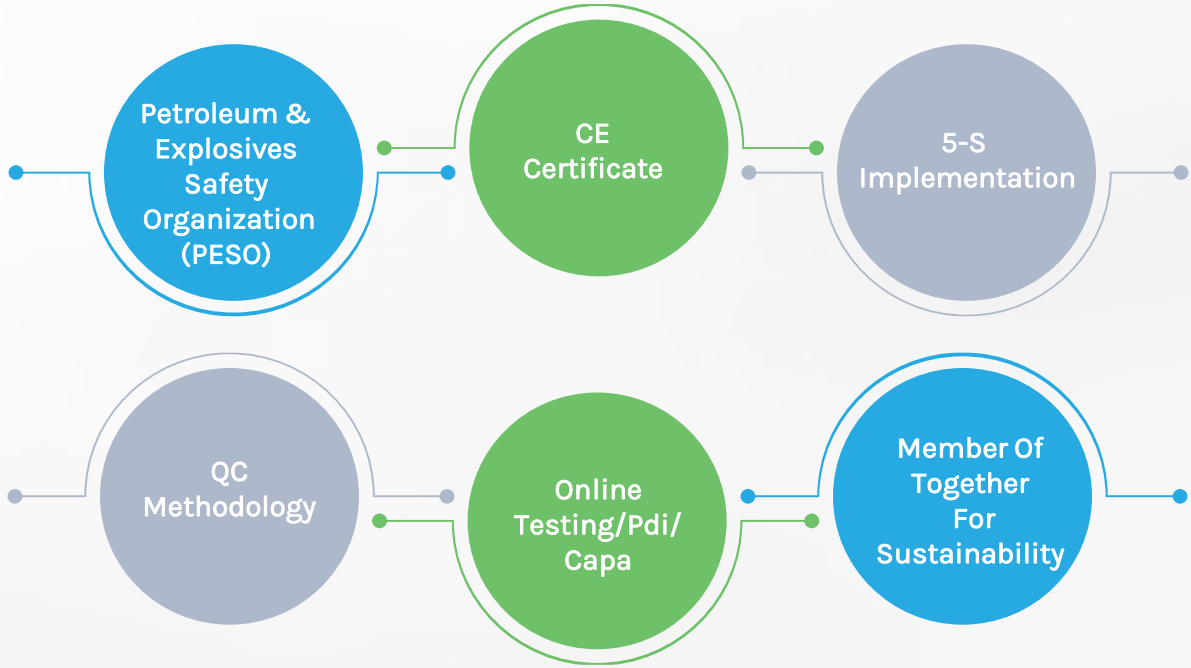 Petroleum &
Explosives
Safety
Organization
(PESO)
CE
Certificate
5-S
Implementation
QC
Methodology
Online
Testing/Pdi/
Capa
Member Of
Together
For
Sustainability